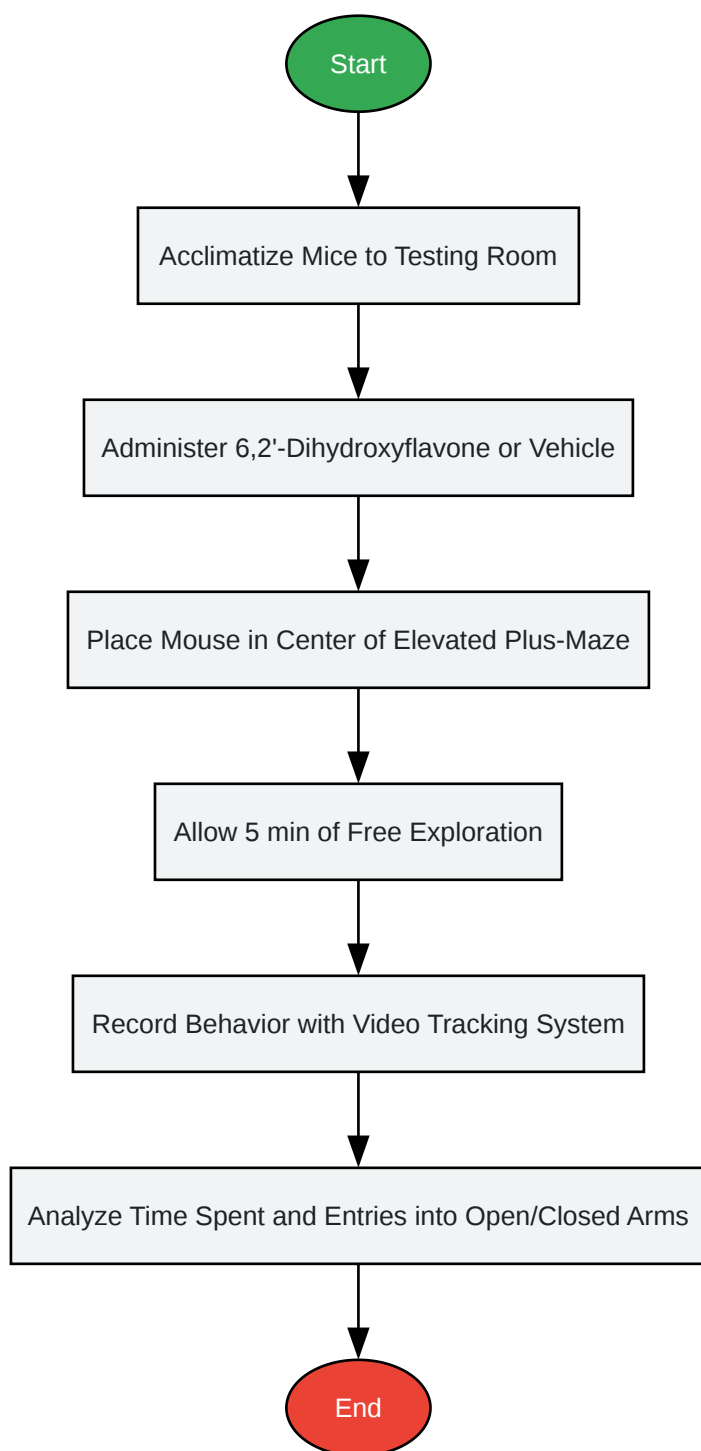 Start
Acclimatize Mice to Testing Room
Administer 6,2'-Dihydroxyflavone or Vehicle
Place Mouse in Center of Elevated Plus-Maze
Allow 5 min of Free Exploration
Record Behavior with Video Tracking System
Analyze Time Spent and Entries into Open/Closed Arms
End